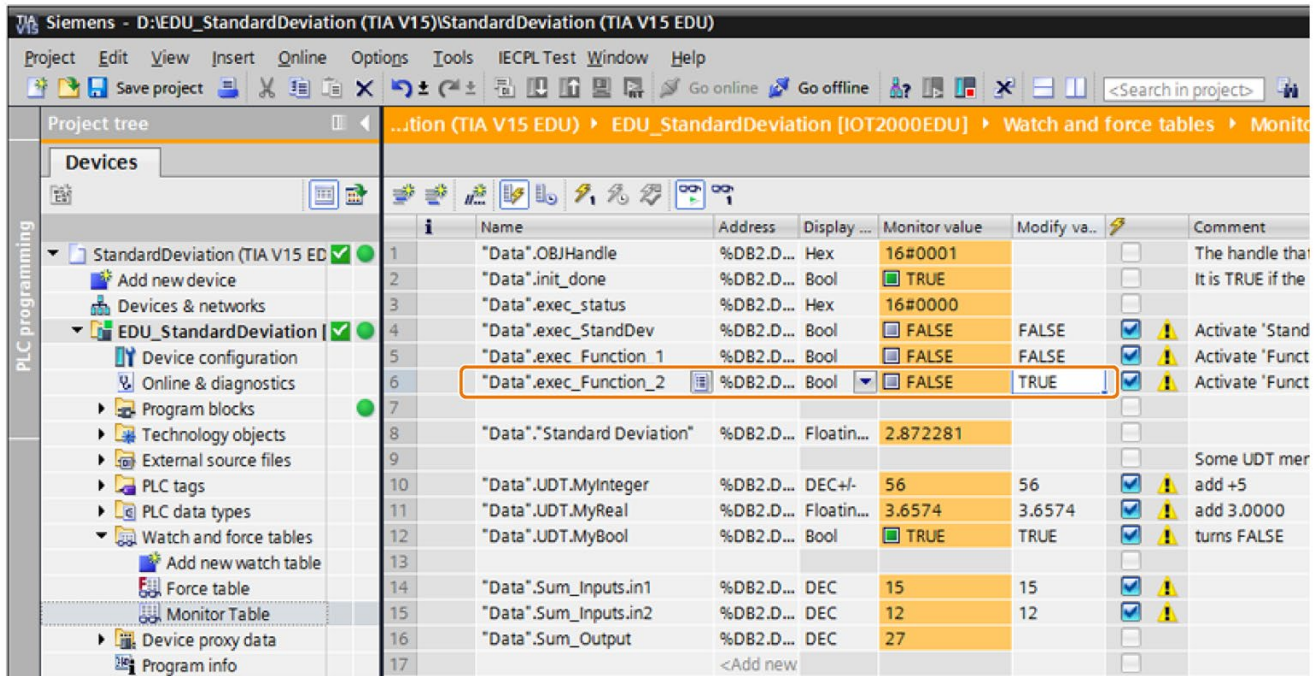 TIA V15 Siemens - D:\EDU_StandardDeviation (TIA V15)\StandardDeviation (TIA V15 EDU)
Project Edit View Insert Online Options Tools IECPL Test Window Help
Save project Go online Go offline <Search in project>
Project tree ...tion (TIA V15 EDU) EDU_StandardDeviation [IOT2000EDU] Watch and force tables Monito
Devices
PLC programming
i Name Address Display ... Monitor value Modify va.. Comment
StandardDeviation (TIA V15 ED 1 "Data".OBJHandle %DB2.D... Hex 16#0001 The handle that
Add new device 2 "Data".init_done %DB2.D... Bool TRUE It is TRUE if the
Devices & networks 3 "Data".exec_status %DB2.D... Hex 16#0000
EDU_StandardDeviation [ 4 "Data".exec_StandDev %DB2.D... Bool FALSE FALSE Activate 'Stand
Device configuration 5 "Data".exec_Function_1 %DB2.D... Bool FALSE FALSE Activate 'Funct
Online & diagnostics 6 "Data".exec_Function_2 %DB2.D... Bool FALSE TRUE Activate 'Funct
Program blocks 7
Technology objects 8 "Data"."Standard Deviation" %DB2.D... Floatin... 2.872281
External source files 9 Some UDT mer
PLC tags 10 "Data".UDT.MyInteger %DB2.D... DEC+/- 56 56 add +5
PLC data types 11 "Data".UDT.MyReal %DB2.D... Floatin... 3.6574 3.6574 add 3.0000
Watch and force tables 12 "Data".UDT.MyBool %DB2.D... Bool TRUE TRUE turns FALSE
Add new watch table 13
Force table 14 "Data".Sum_Inputs.in1 %DB2.D... DEC 15 15
Monitor Table 15 "Data".Sum_Inputs.in2 %DB2.D... DEC 12 12
Device proxy data 16 "Data".Sum_Output %DB2.D... DEC 27
Program info 17 <Add new